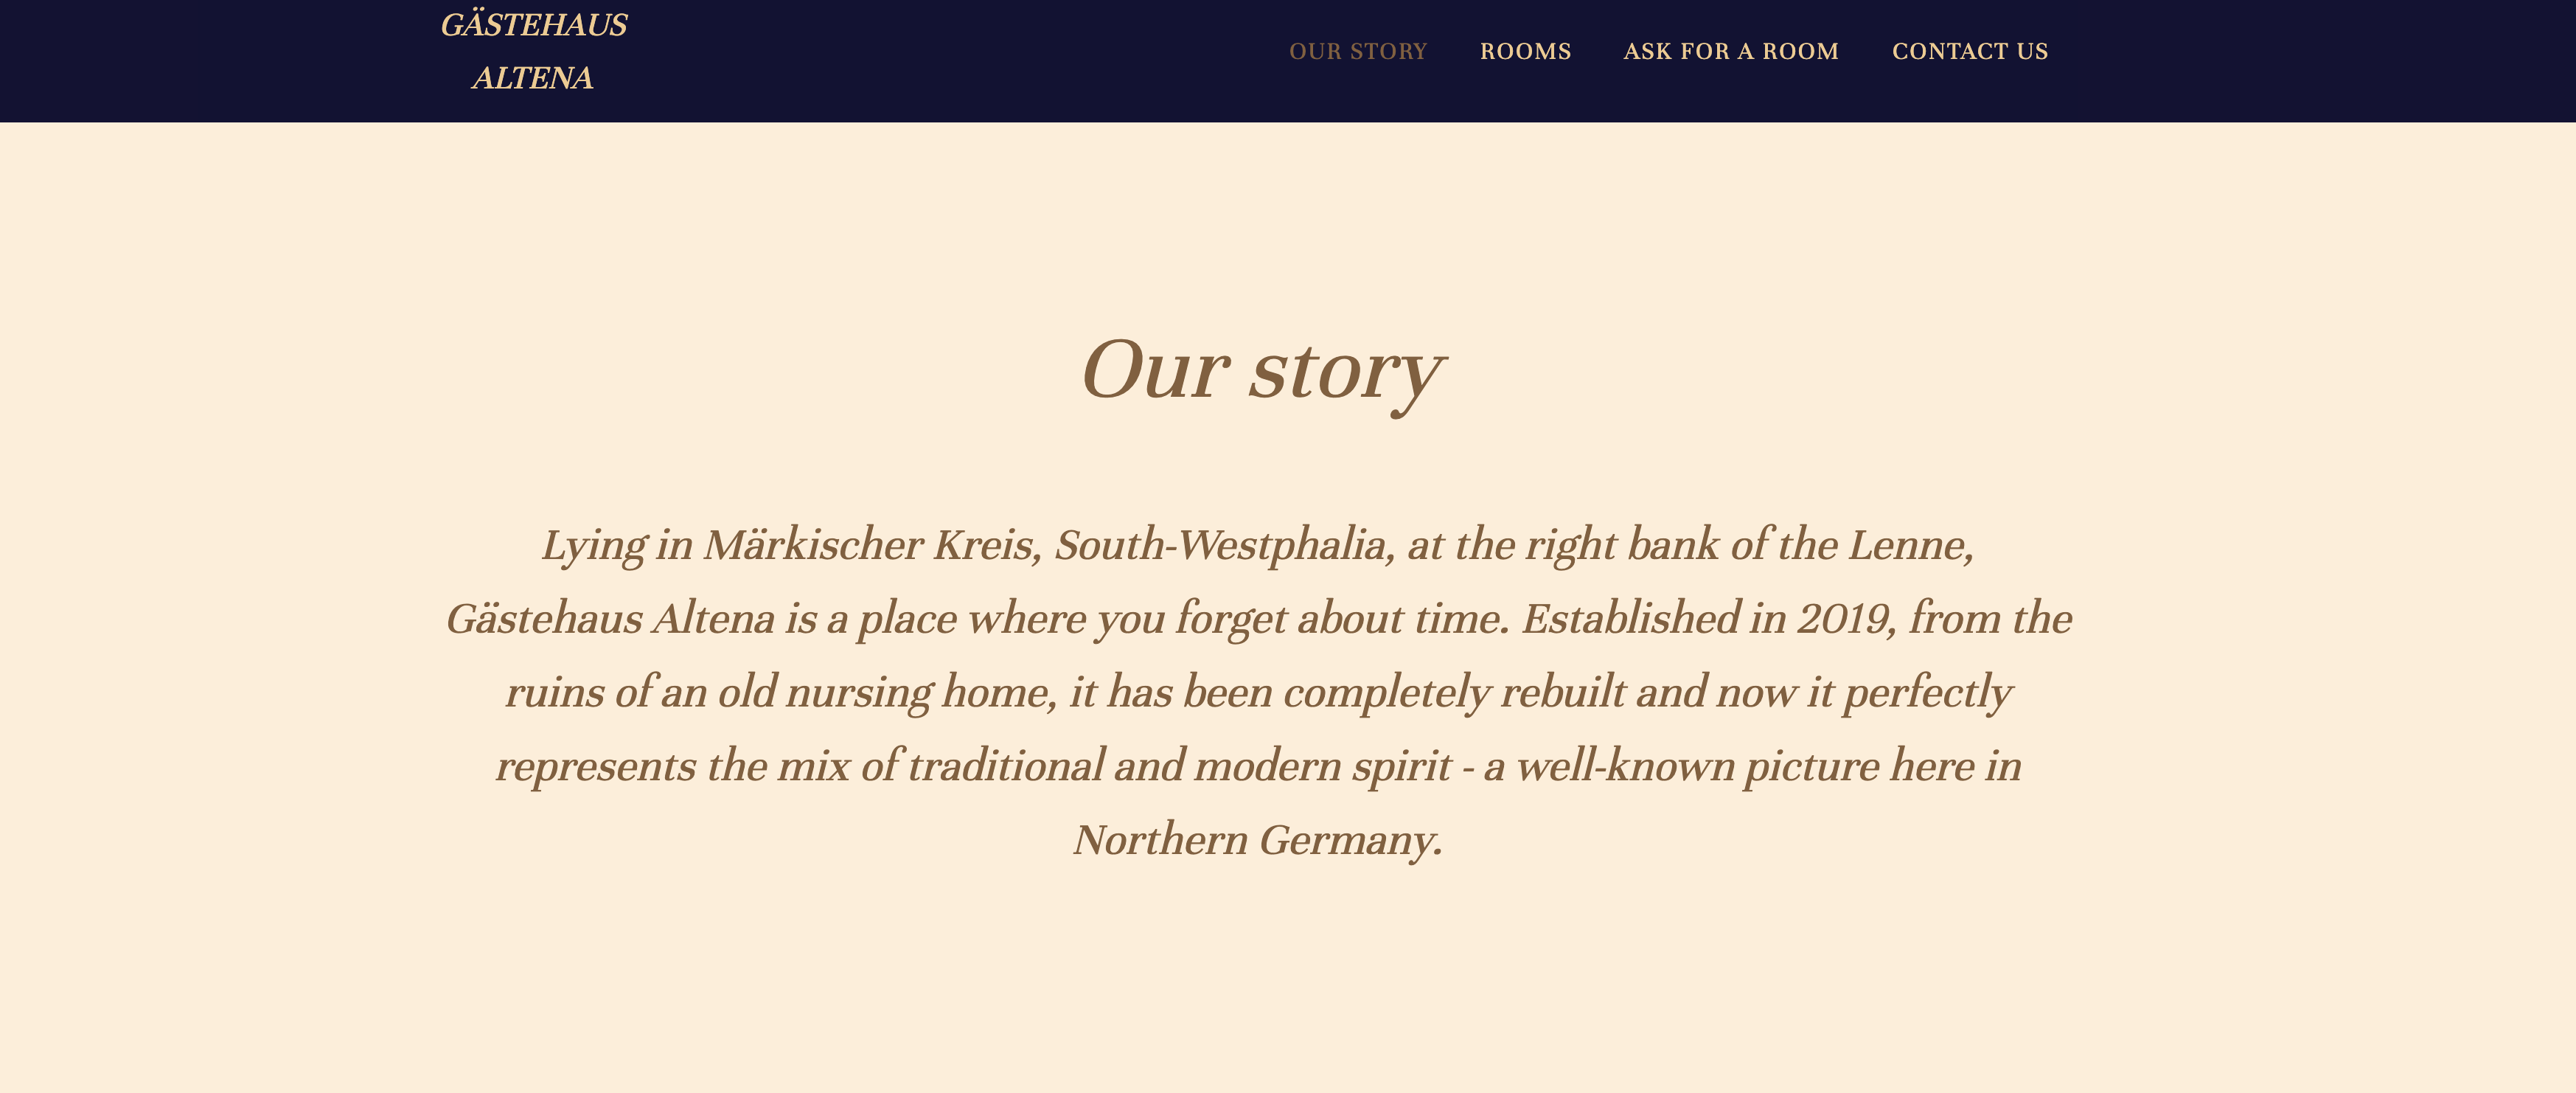 GÄSTEHAUS
ALTENA
OUR STORY ROOMS ASK FOR A ROOM CONTACT US
Our story
Lying in Märkischer Kreis, South-Westphalia, at the right bank of the Lenne,
Gästehaus Altena is a place where you forget about time. Established in 2019, from the
ruins of an old nursing home, it has been completely rebuilt and now it perfectly
represents the mix of traditional and modern spirit - a well-known picture here in
Northern Germany.